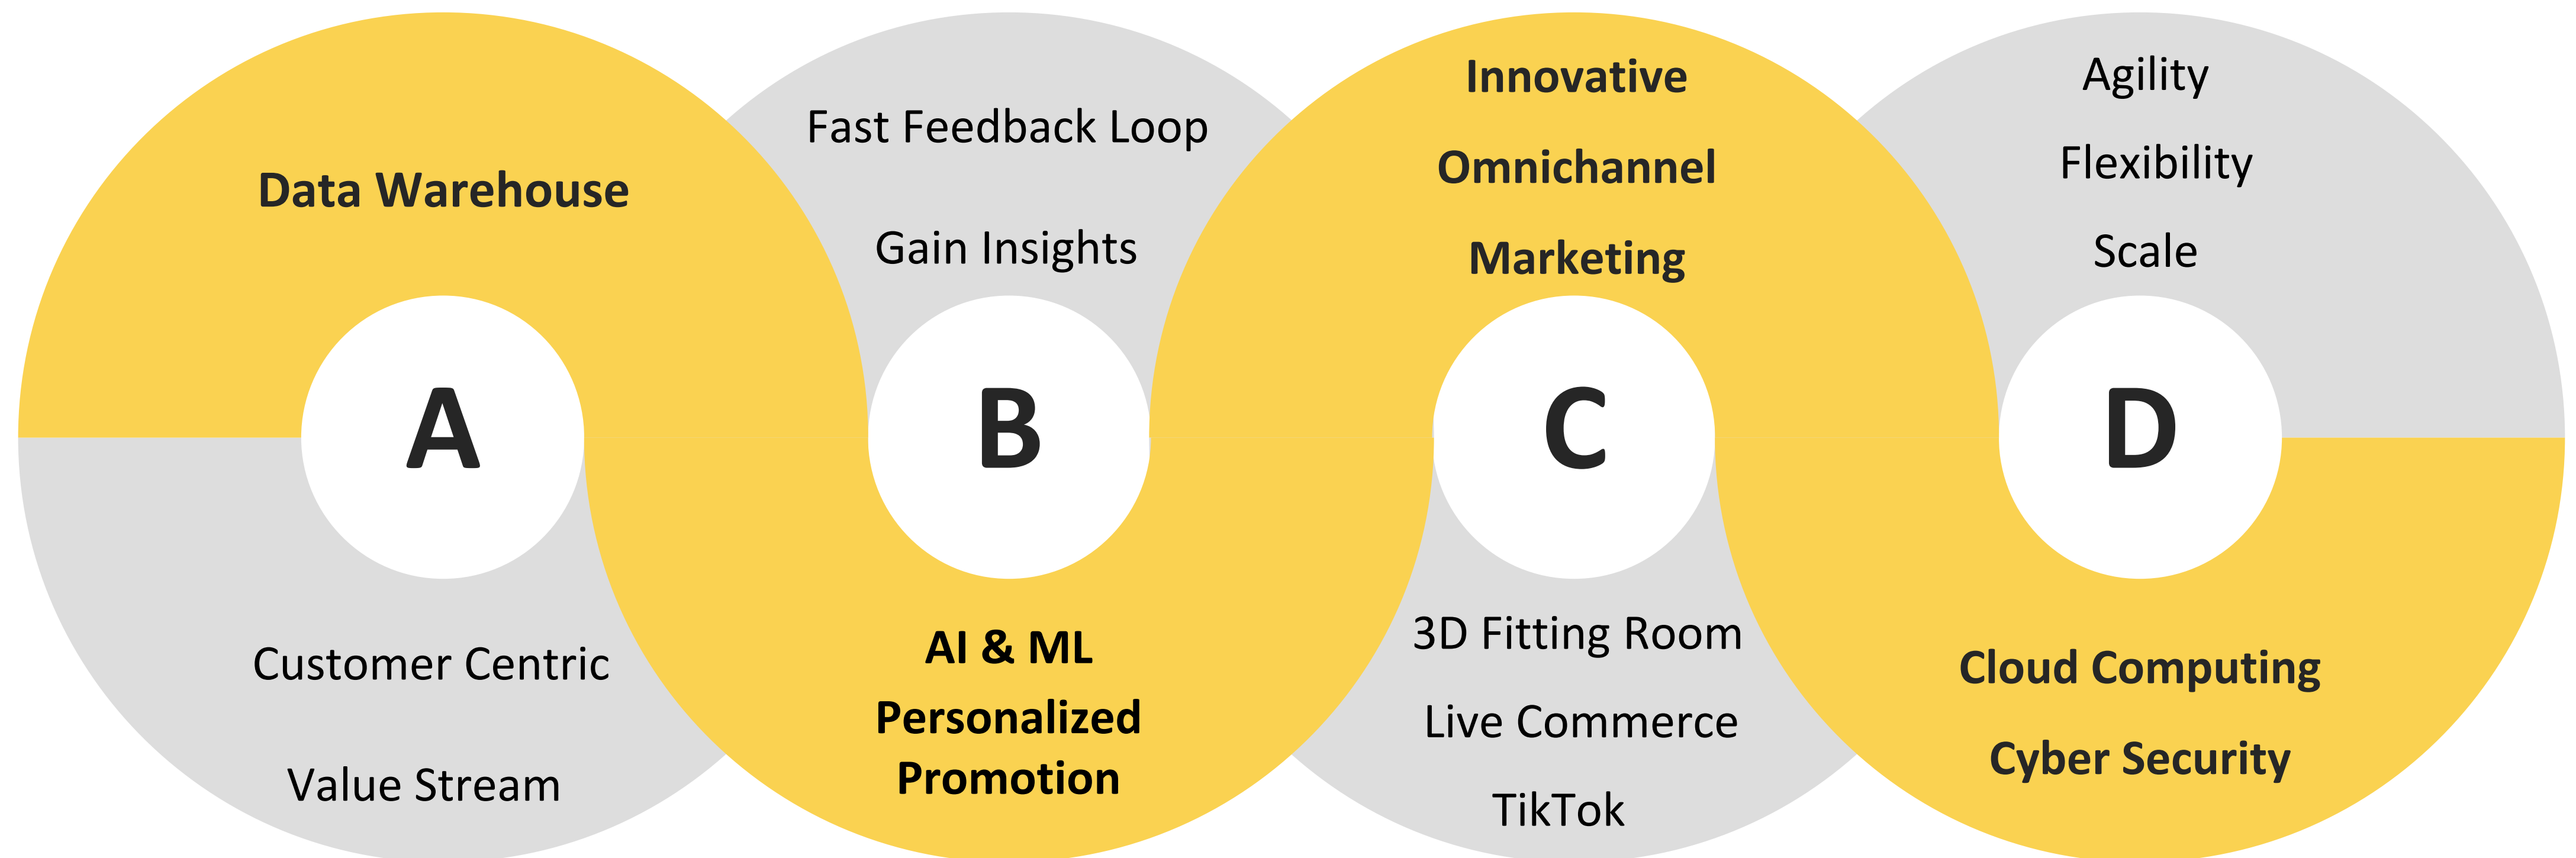 Data Warehouse
A
Customer Centric
Value Stream
Fast Feedback Loop
Gain Insights
B
AI & ML
Personalized
Promotion
Innovative
Omnichannel
Marketing
C
3D Fitting Room
Live Commerce
TikTok
Agility
Flexibility
Scale
D
Cloud Computing
Cyber Security